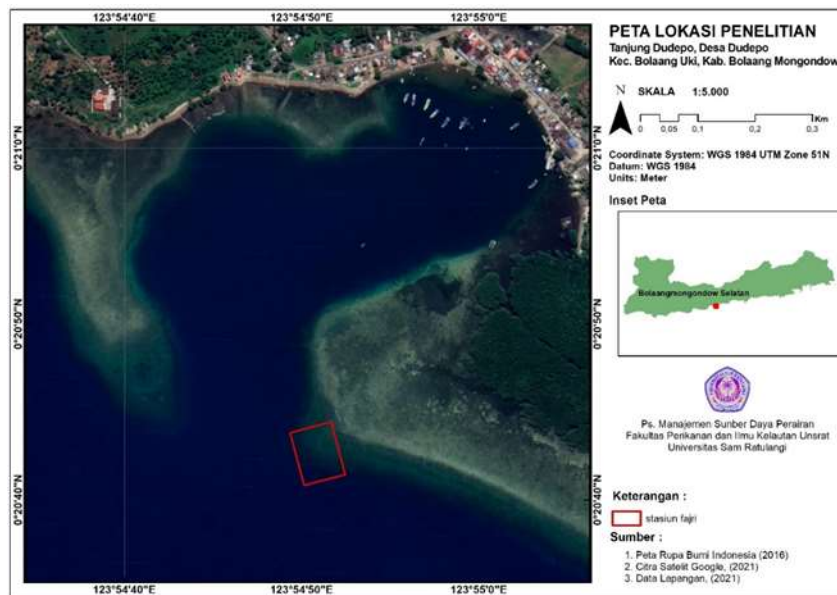 123°54'40"E 123°54'50"E 123°55'0"E
0°21'0"N 0°21'0"N
0°20'50"N 0°20'50"N
0°20'40"N 0°20'40"N
123°54'40"E 123°54'50"E 123°55'0"E
PETA LOKASI PENELITIAN
Tanjung Dudepo, Desa Dudepo
Kec. Bolaang Uki, Kab. Bolaang Mongondow
N SKALA 1:5.000
Km
0 0,05 0,1 0,2 0,3
Coordinate System: WGS 1984 UTM Zone 51N
Datum: WGS 1984
Units: Meter
Inset Peta
Bolaangmongondow Selatan
Ps. Manajemen Sunber Daya Perairan
Fakultas Perikanan dan Ilmu Kelautan Unsrat
Universitas Sam Ratulangi
Keterangan :
stasiun fajri
Sumber :
1. Peta Rupa Bumi Indonesia (2016)
2. Citra Satelit Google, (2021)
3. Data Lapangan, (2021)